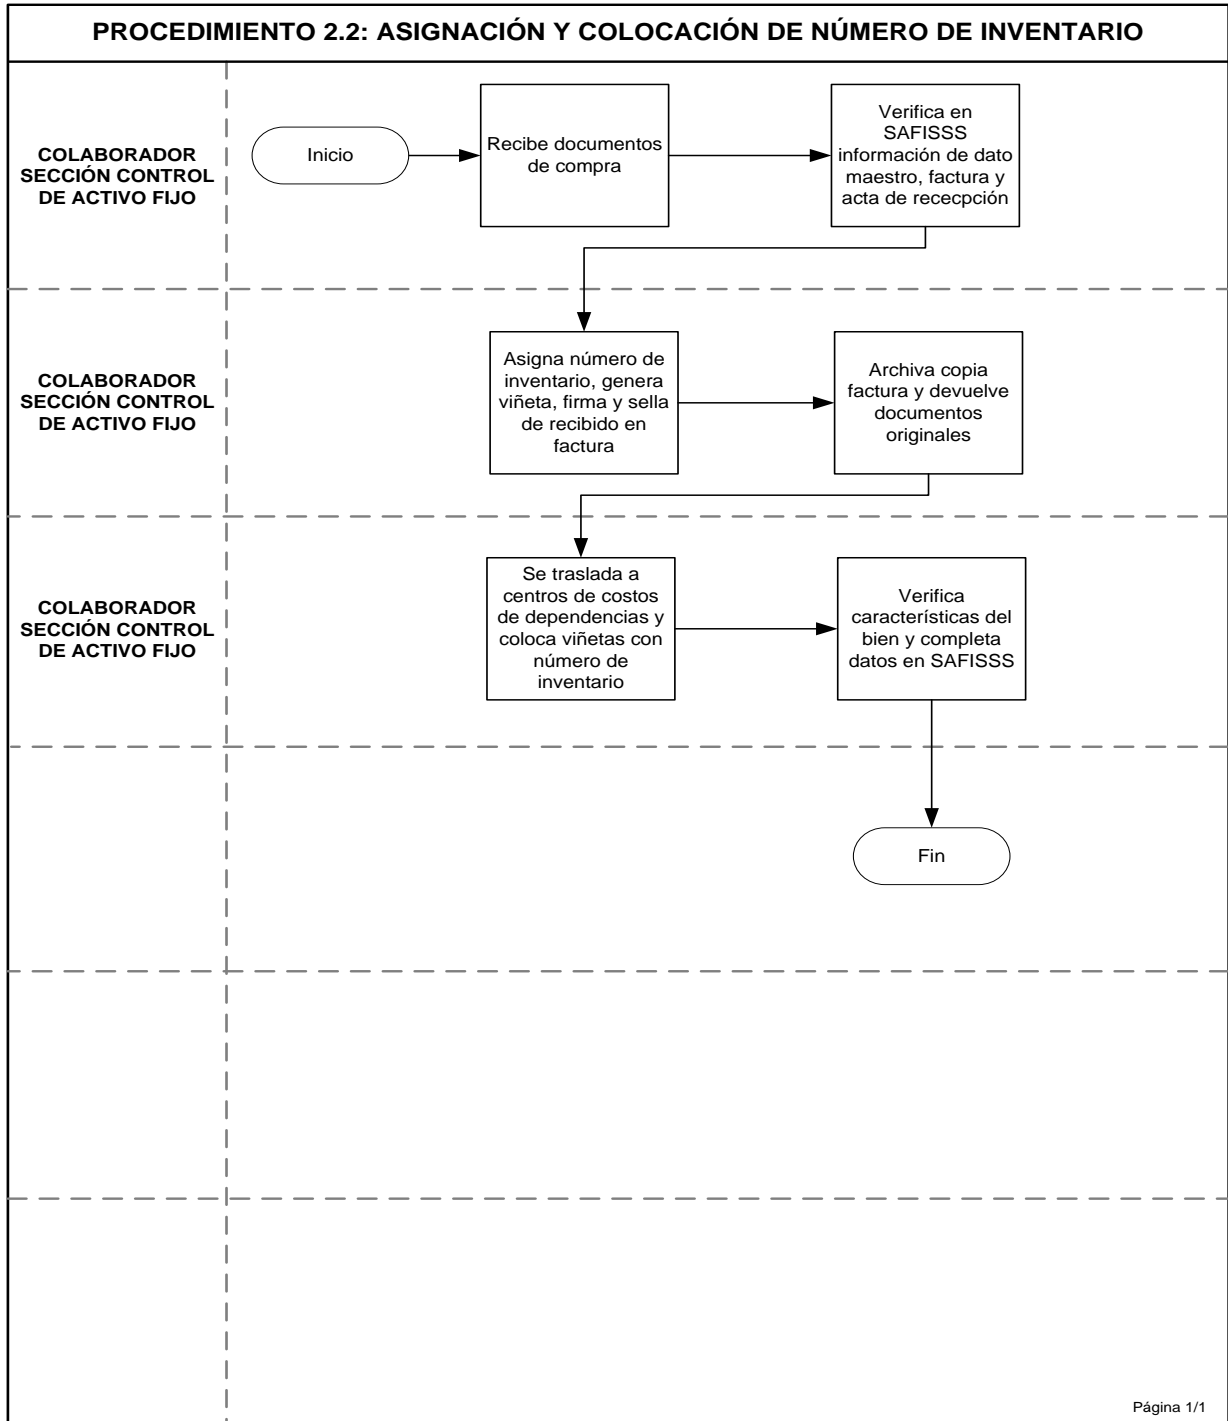 PROCEDIMIENTO 2.2: ASIGNACIÓN Y COLOCACIÓN DE NÚMERO DE INVENTARIO
COLABORADOR
SECCIÓN CONTROL
DE ACTIVO FIJO
Inicio
Recibe documentos
de compra
Verifica en
SAFISSS
información de dato
maestro, factura y
acta de rececpción
COLABORADOR
SECCIÓN CONTROL
DE ACTIVO FIJO
Asigna número de
inventario, genera
viñeta, firma y sella
de recibido en
factura
Archiva copia
factura y devuelve
documentos
originales
COLABORADOR
SECCIÓN CONTROL
DE ACTIVO FIJO
Se traslada a
centros de costos
de dependencias y
coloca viñetas con
número de
inventario
Verifica
característícas del
bien y completa
datos en SAFISSS
Fin
Página 1/1